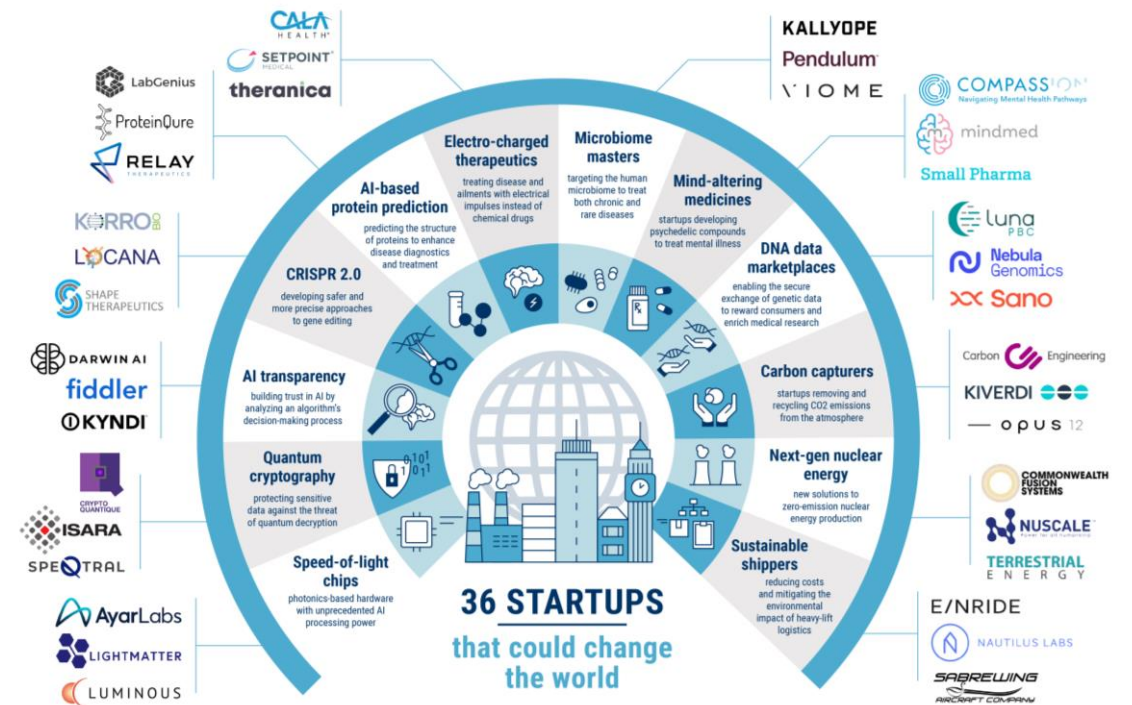 CALA
HEALTH
SETPOINT
MEDICAL
theranica
KALLYOPE
Pendulum
VIOME
LabGenius
ProteinQure
RELAY
THERAPEUTICS
COMPASS
Navigating Mental Health Pathways
mindmed
Small Pharma
KORRO BIO
LOCANA
SHAPE
THERAPEUTICS
luna
PBC
Nebula
Genomics
Sano
DARWIN AI
fiddler
KYNDI
Carbon Engineering
KIVERDI
opus 12
CRYPTO
QUANTIQUE
ISARA
SPEQTRAL
COMMONWEALTH
FUSION
SYSTEMS
NUSCALE
Power for all humankind
TERRESTRIAL
ENERGY
AyarLabs
LIGHTMATTER
LUMINOUS
E/NRIDE
NAUTILUS LABS
SABREWING
AIRCRAFT COMPANY
Speed-of-light
chips
photonics-based hardware
with unprecedented AI
processing power
Quantum
cryptography
protecting sensitive
data against the threat
of quantum decryption
AI transparency
building trust in AI by
analyzing an algorithm's
decision-making process
CRISPR 2.0
developing safer and
more precise approaches
to gene editing
AI-based
protein prediction
predicting the structure
of proteins to enhance
disease diagnostics
and treatment
Electro-charged
therapeutics
treating disease and
ailments with electrical
impulses instead of
chemical drugs
Microbiome
masters
targeting the human
microbiome to treat
both chronic and
rare diseases
Mind-altering
medicines
startups developing
psychedelic compounds
to treat mental illness
DNA data
marketplaces
enabling the secure
exchange of genetic data
to reward consumers and
enrich medical research
Carbon capturers
startups removing and
recycling CO2 emissions
from the atmosphere
Next-gen nuclear
energy
new solutions to
zero-emission nuclear
energy production
Sustainable
shippers
reducing costs
and mitigating the
environmental
impact of heavy-lift
logistics
0101
1011
Rx
36 STARTUPS
that could change
the world